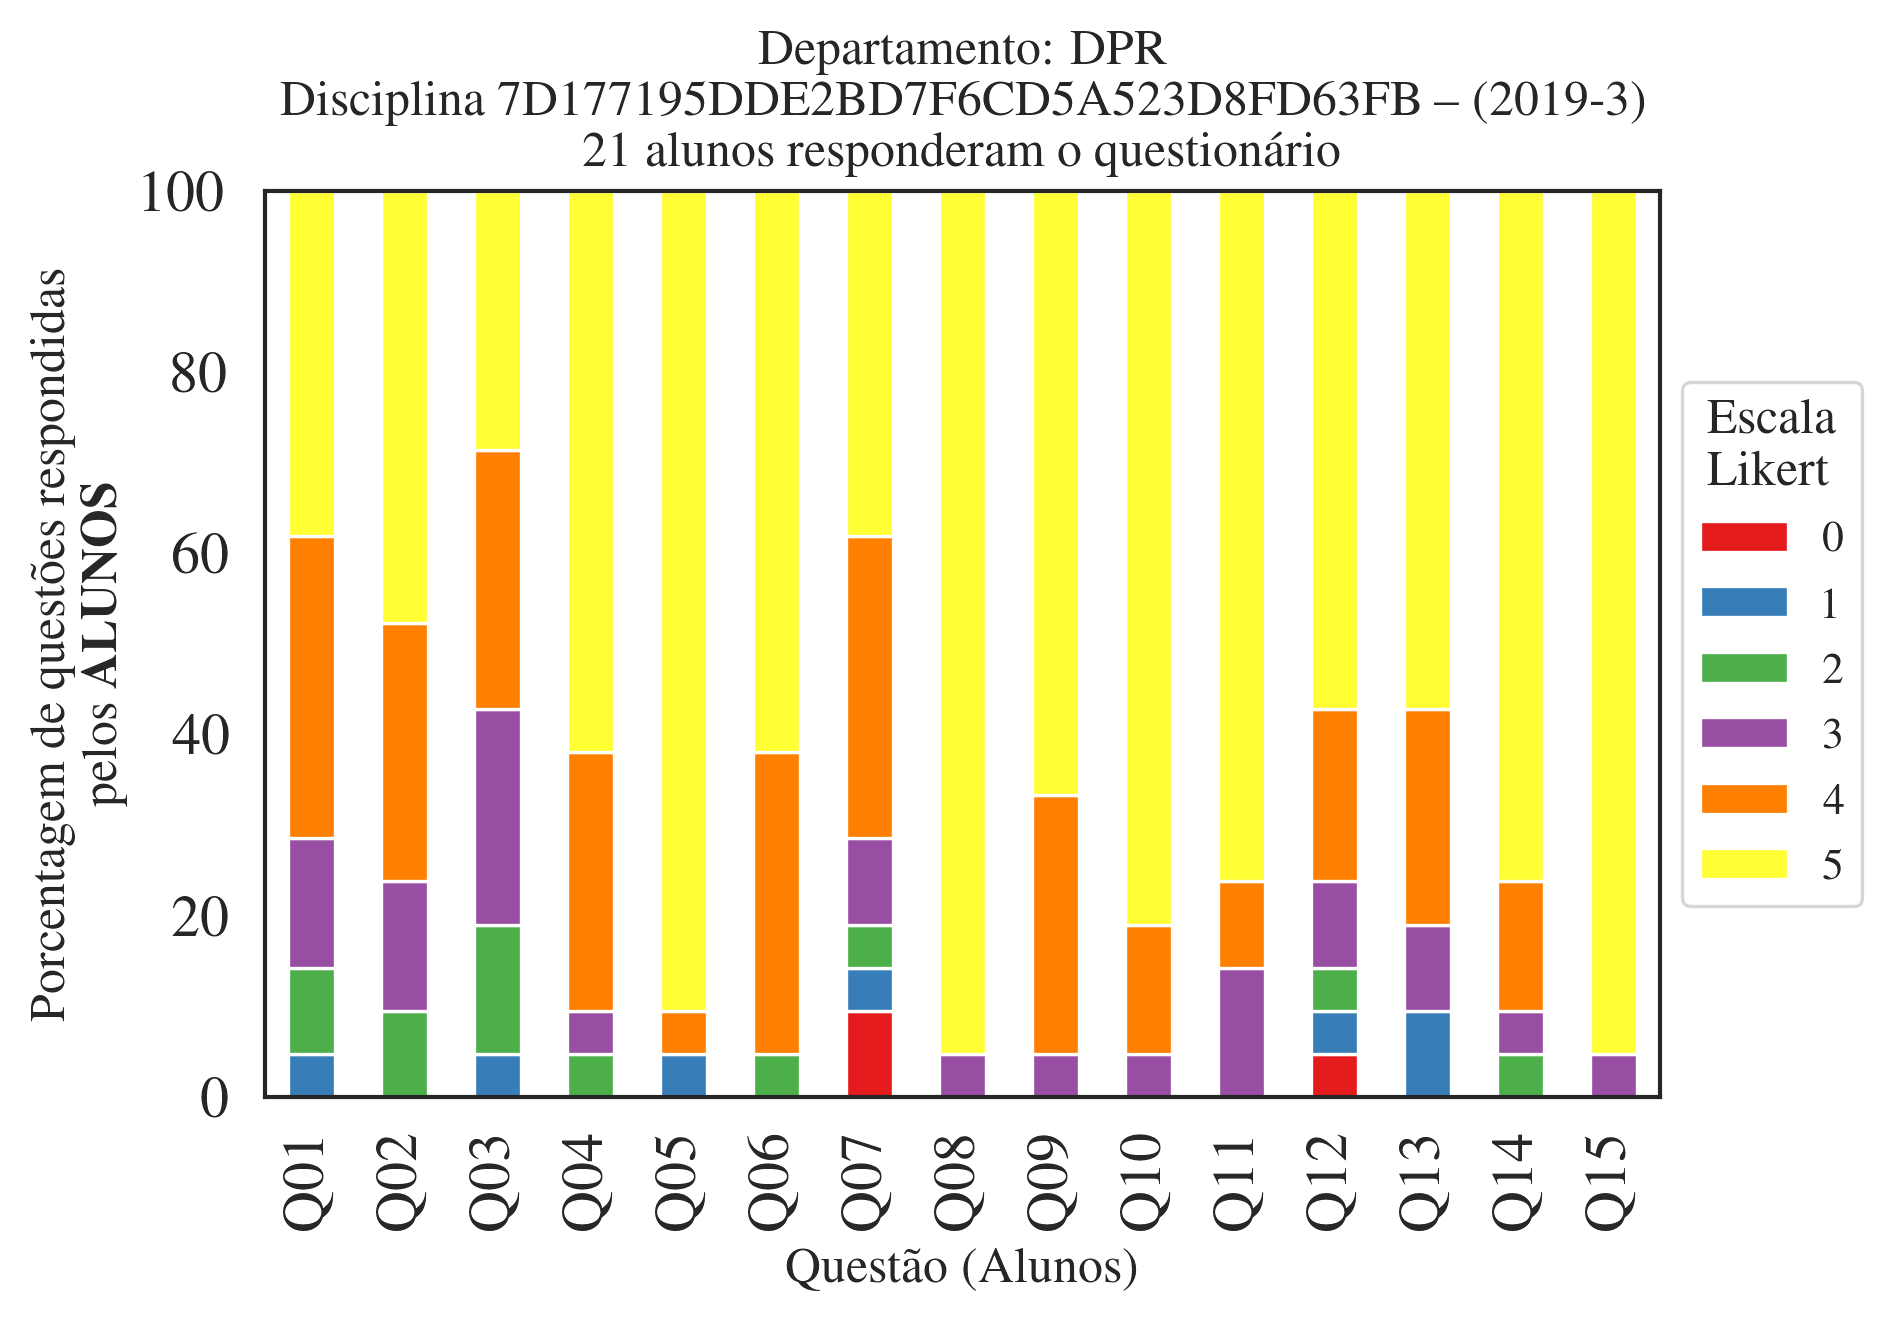 Departamento: DPR
Disciplina 7D177195DDE2BD7F6CD5A523D8FD63FB – (2019-3)
21 alunos responderam o questionário
Porcentagem de questões respondidas
pelos ALUNOS
100
80
60
40
20
0
Q01
Q02
Q03
Q04
Q05
Q06
Q07
Q08
Q09
Q10
Q11
Q12
Q13
Q14
Q15
Questão (Alunos)
Escala
Likert
0
1
2
3
4
5